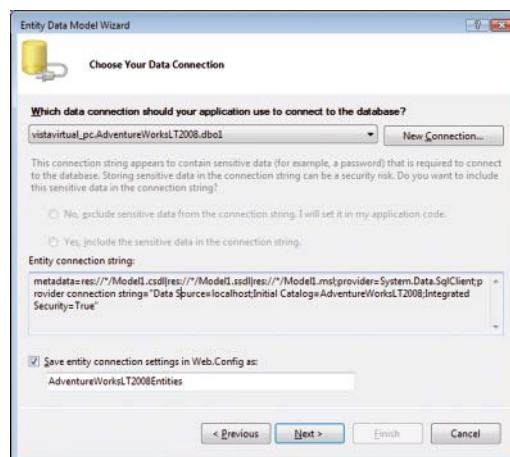 Entity Data Model Wizard
Choose Your Data Connection
Which data connection should your application use to connect to the database?
vistavirtual_pc.AdventureWorksLT2008.dbo1
New Connection...
This connection string appears to contain sensitive data (for example, a password) that is required to connect
to the database. Storing sensitive data in the connection string can be a security risk. Do you want to include
this sensitive data in the connection string?
No, exclude sensitive data from the connection string. I will set it in my application code.
Yes, include the sensitive data in the connection string.
Entity connection string:
metadata=res://*/Model1.csdl|res://*/Model1.ssdl|res://*/Model1.msl;provider=System.Data.SqlClient;p
rovider connection string="Data Source=localhost;Initial Catalog=AdventureWorksLT2008;Integrated
Security=True"
Save entity connection settings in Web.Config as:
AdventureWorksLT2008Entities
< Previous
Next >
Finish
Cancel